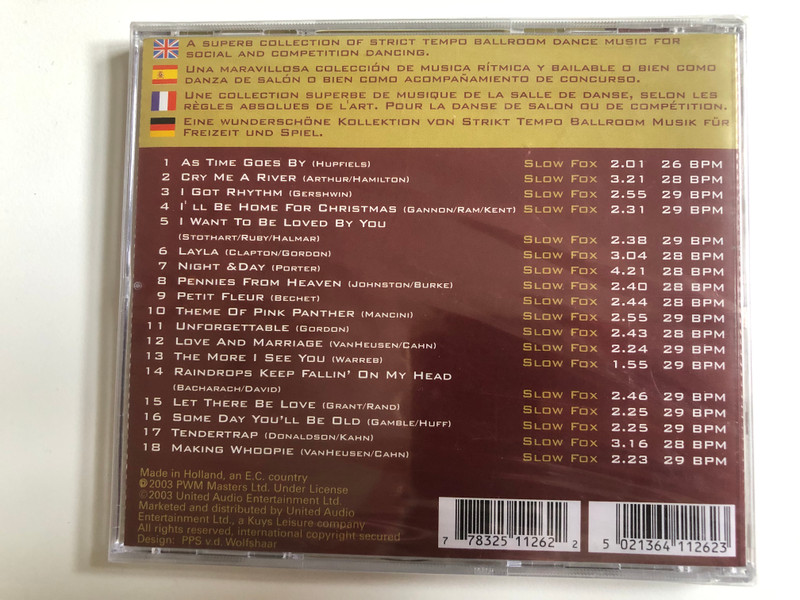 A superb collection of strict tempo ballroom dance music for
social and competition dancing.
Una maravillosa colección de musica rítmica y bailable o bien como
danza de salón o bien como acompañamiento de concurso.
Une collection superbe de musique de la salle de danse, selon les
règles absolues de l'art. Pour la danse de salon ou de compétition.
Eine wunderschöne Kollektion von Strikt Tempo Ballroom Musik für
Freizeit und Spiel.
1 As Time Goes By (Hupfiels) Slow Fox 2.01 26 BPM
2 Cry Me A River (Arthur/Hamilton) Slow Fox 3.21 28 BPM
3 I Got Rhythm (Gershwin) Slow Fox 2.55 29 BPM
4 I'll Be Home For Christmas (Gannon/Ram/Kent) Slow Fox 2.31 29 BPM
5 I Want To Be Loved By You
(Stothart/Ruby/Halmar) Slow Fox 2.38 29 BPM
6 Layla (Clapton/Gordon) Slow Fox 3.04 28 BPM
7 Night &Day (Porter) Slow Fox 4.21 28 BPM
8 Pennies From Heaven (Johnston/Burke) Slow Fox 2.40 28 BPM
9 Petit Fleur (Bechet) Slow Fox 2.44 28 BPM
10 Theme Of Pink Panther (Mancini) Slow Fox 2.55 29 BPM
11 Unforgettable (Gordon) Slow Fox 2.43 28 BPM
12 Love And Marriage (VanHeusen/Cahn) Slow Fox 2.24 29 BPM
13 The More I See You (Warreb) Slow Fox 1.55 29 BPM
14 Raindrops Keep Fallin' On My Head
(Bacharach/David) Slow Fox 2.46 29 BPM
15 Let There Be Love (Grant/Rand) Slow Fox 2.25 29 BPM
16 Some Day You'll Be Old (Gamble/Huff) Slow Fox 2.25 29 BPM
17 Tendertrap (Donaldson/Kahn) Slow Fox 3.16 28 BPM
18 Making Whoopie (VanHeusen/Cahn) Slow Fox 2.23 29 BPM
Made in Holland, an E.C. country
℗2003 PWM Masters Ltd. Under License
©2003 United Audio Entertainment Ltd.
Marketed and distributed by United Audio
Entertainment Ltd., a Kuys Leisure company
All rights reserved, international copyright secured
Design: PPS v.d. Wolfshaar
7 78325 11262 2
5 021364 112623